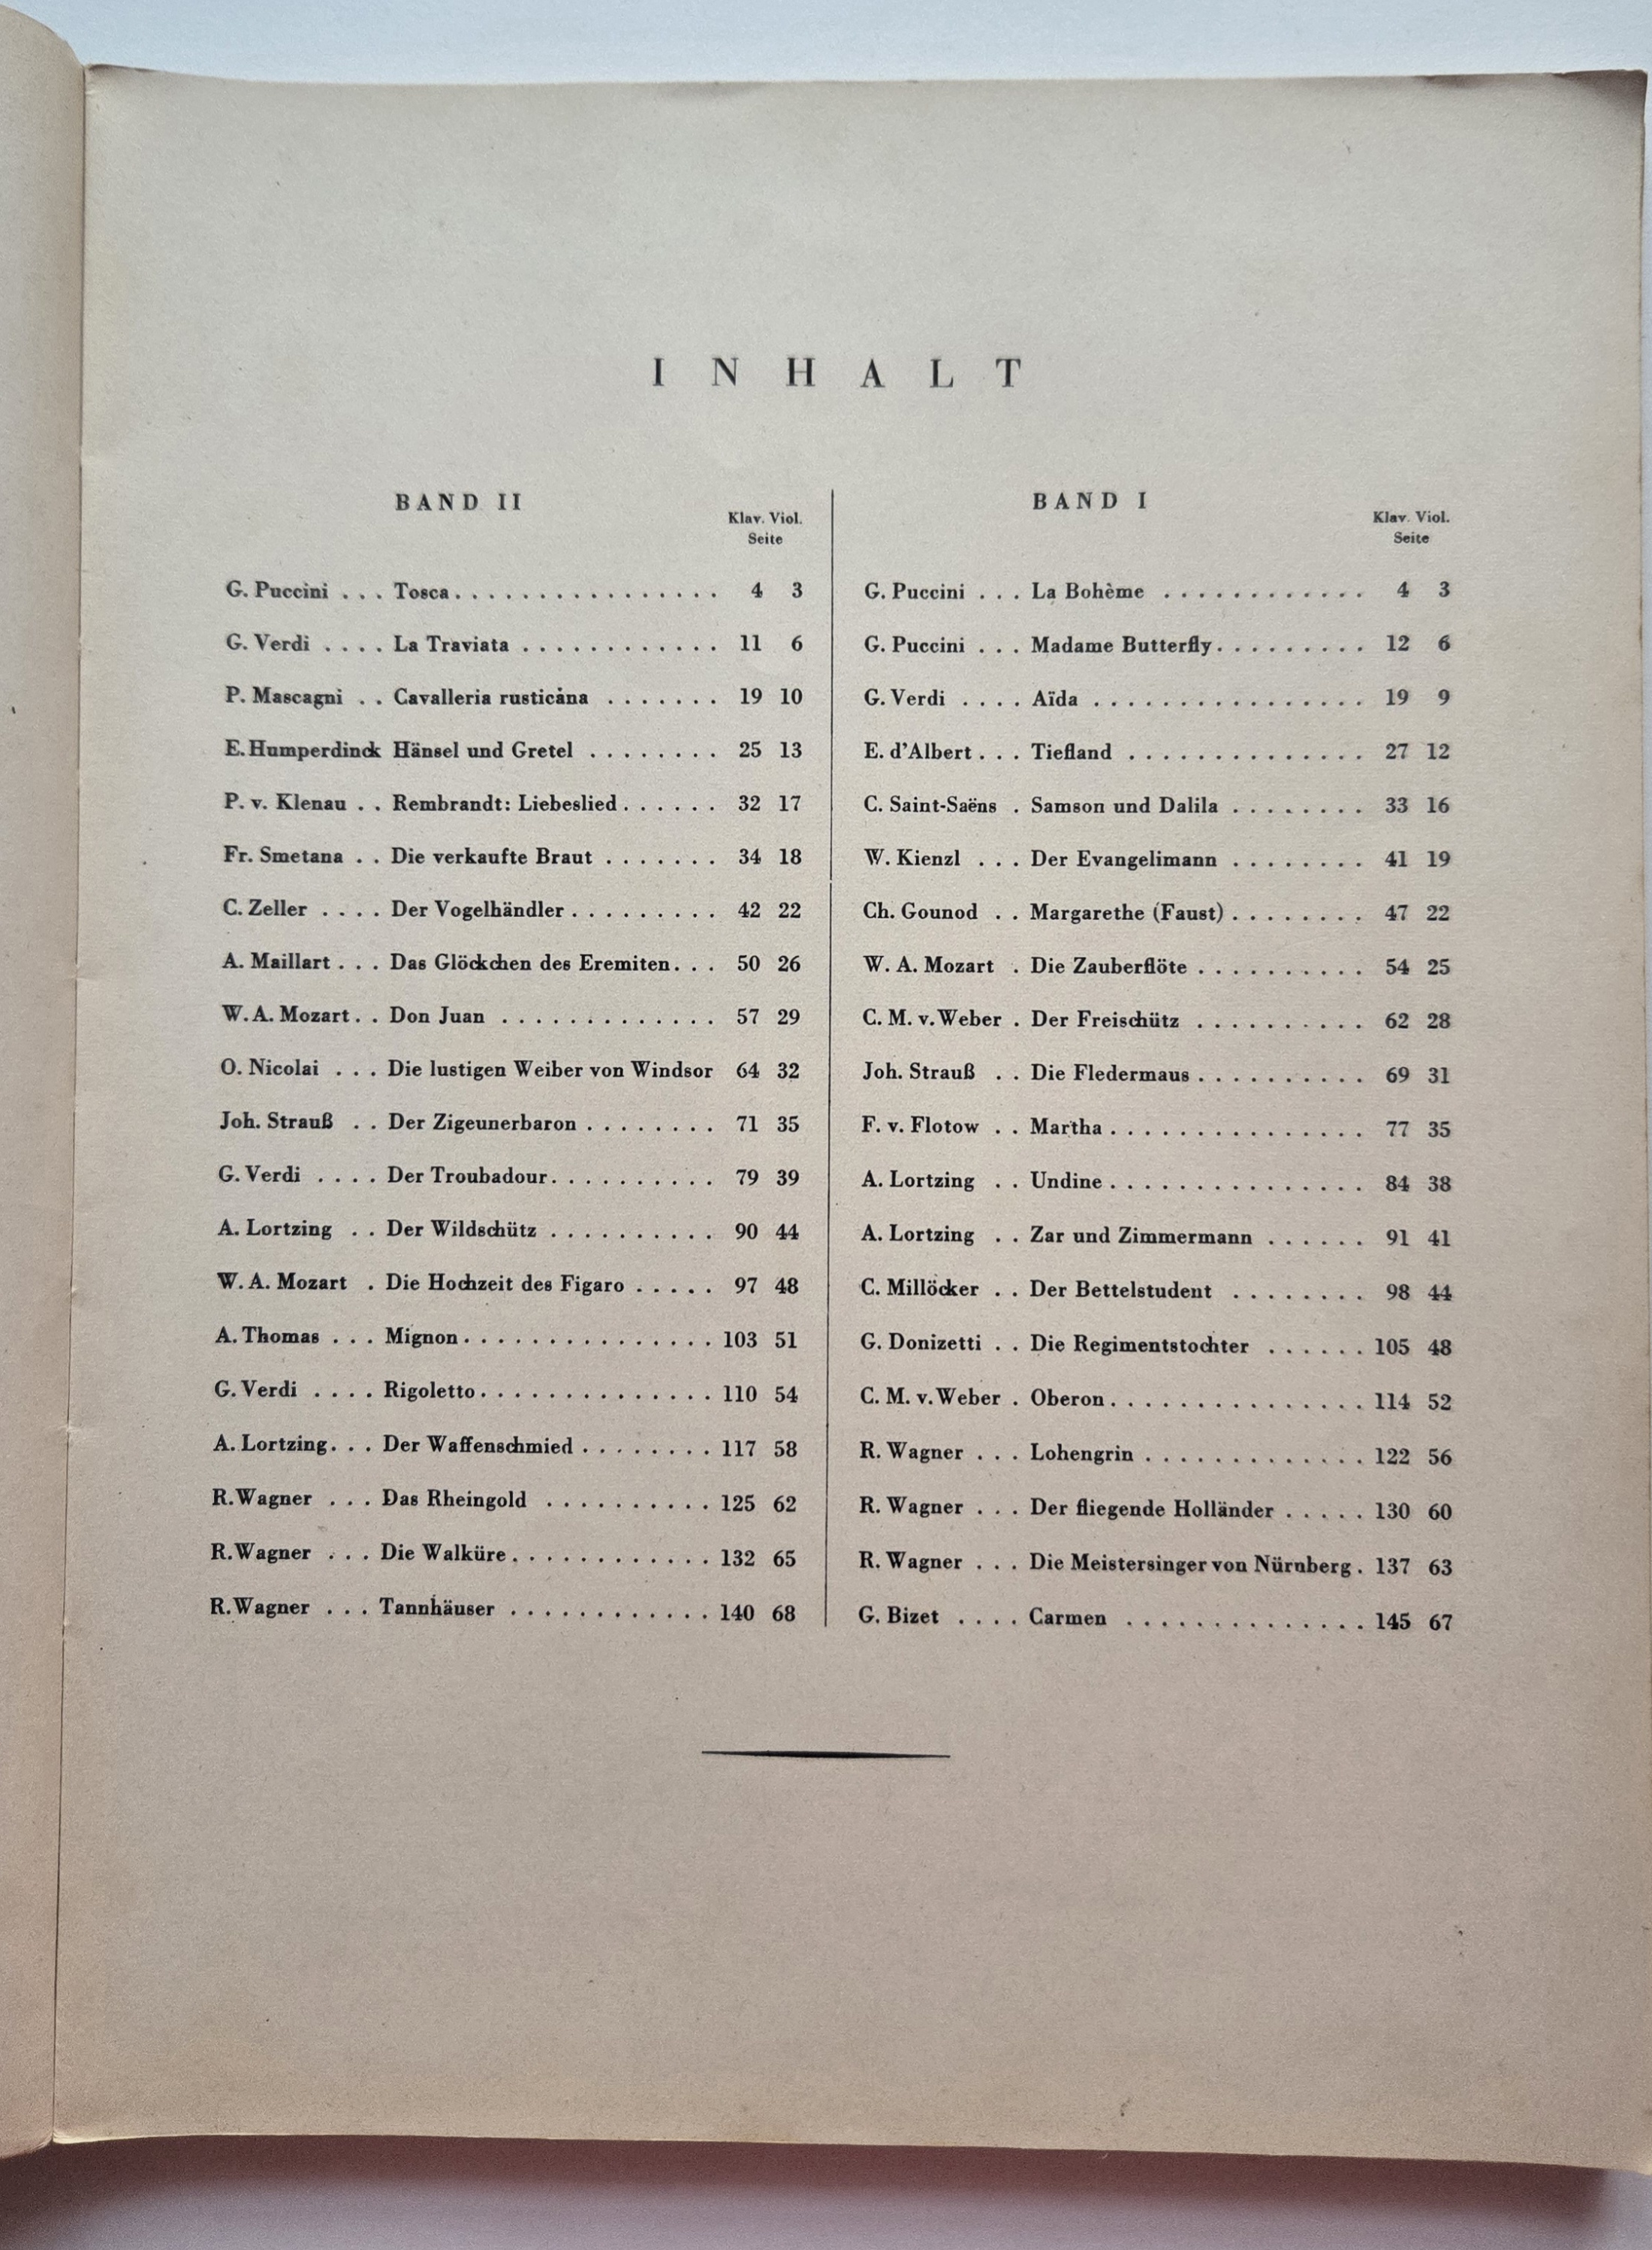 INHALT
BAND II
Klav. Viol.
Seite
G. Puccini . . . Tosca . . . . . . . . . . . . . . . . 4 3
G. Verdi . . . . La Traviata . . . . . . . . . . . . 11 6
P. Mascagni . . Cavalleria rusticana . . . . . . . 19 10
E. Humperdinck Hänsel und Gretel . . . . . . . . 25 13
P. v. Klenau . . Rembrandt: Liebeslied . . . . . . 32 17
Fr. Smetana . . Die verkaufte Braut . . . . . . . 34 18
C. Zeller . . . . Der Vogelhändler . . . . . . . . . 42 22
A. Maillart . . . Das Glöckchen des Eremiten . . . 50 26
W. A. Mozart . . Don Juan . . . . . . . . . . . . . 57 29
O. Nicolai . . . Die lustigen Weiber von Windsor 64 32
Joh. Strauß . . Der Zigeunerbaron . . . . . . . . 71 35
G. Verdi . . . . Der Troubadour . . . . . . . . . . 79 39
A. Lortzing . . Der Wildschütz . . . . . . . . . . 90 44
W. A. Mozart . Die Hochzeit des Figaro . . . . . 97 48
A. Thomas . . . Mignon . . . . . . . . . . . . . . . 103 51
G. Verdi . . . . Rigoletto . . . . . . . . . . . . . . 110 54
A. Lortzing . . . Der Waffenschmied . . . . . . . . 117 58
R. Wagner . . . Das Rheingold . . . . . . . . . . 125 62
R. Wagner . . . Die Walküre . . . . . . . . . . . . 132 65
R. Wagner . . . Tannhäuser . . . . . . . . . . . . 140 68
BAND I
Klav. Viol.
Seite
G. Puccini . . . La Bohème . . . . . . . . . . . . 4 3
G. Puccini . . . Madame Butterfly . . . . . . . . . 12 6
G. Verdi . . . . Aïda . . . . . . . . . . . . . . . . 19 9
E. d'Albert . . . Tiefland . . . . . . . . . . . . . . 27 12
C. Saint-Saëns . Samson und Dalila . . . . . . . . 33 16
W. Kienzl . . . Der Evangelimann . . . . . . . . 41 19
Ch. Gounod . . Margarethe (Faust) . . . . . . . . 47 22
W. A. Mozart . Die Zauberflöte . . . . . . . . . . 54 25
C. M. v. Weber . Der Freischütz . . . . . . . . . . 62 28
Joh. Strauß . . Die Fledermaus . . . . . . . . . . 69 31
F. v. Flotow . . Martha . . . . . . . . . . . . . . . 77 35
A. Lortzing . . Undine . . . . . . . . . . . . . . . 84 38
A. Lortzing . . Zar und Zimmermann . . . . . . 91 41
C. Millöcker . . Der Bettelstudent . . . . . . . . 98 44
G. Donizetti . . Die Regimentstochter . . . . . . 105 48
C. M. v. Weber . Oberon . . . . . . . . . . . . . . . 114 52
R. Wagner . . . Lohengrin . . . . . . . . . . . . . 122 56
R. Wagner . . . Der fliegende Holländer . . . . . 130 60
R. Wagner . . . Die Meistersinger von Nürnberg . 137 63
G. Bizet . . . . Carmen . . . . . . . . . . . . . . 145 67